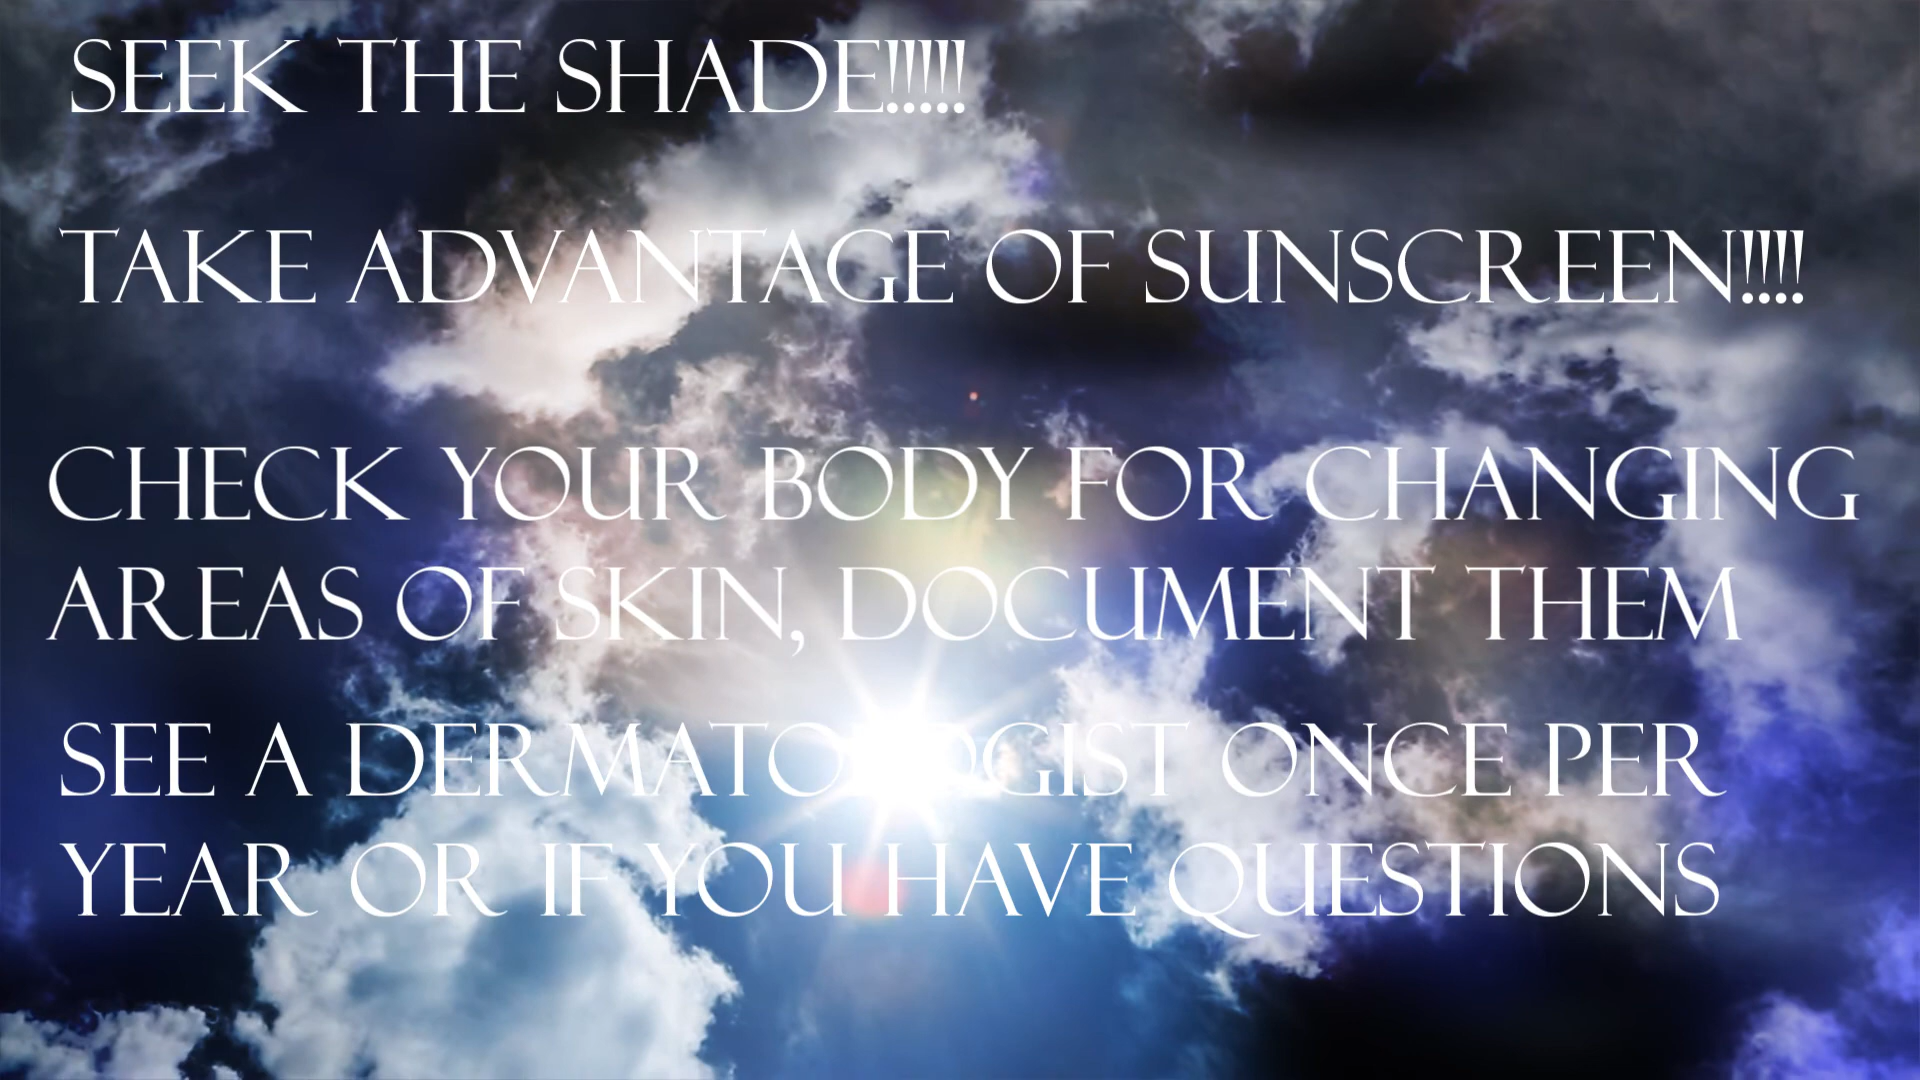 SEEK THE SHADE!!!!!
TAKE ADVANTAGE OF SUNSCREEN!!!!
CHECK YOUR BODY FOR CHANGING
AREAS OF SKIN, DOCUMENT THEM
SEE A DERMATOLOGIST ONCE PER
YEAR OR IF YOU HAVE QUESTIONS